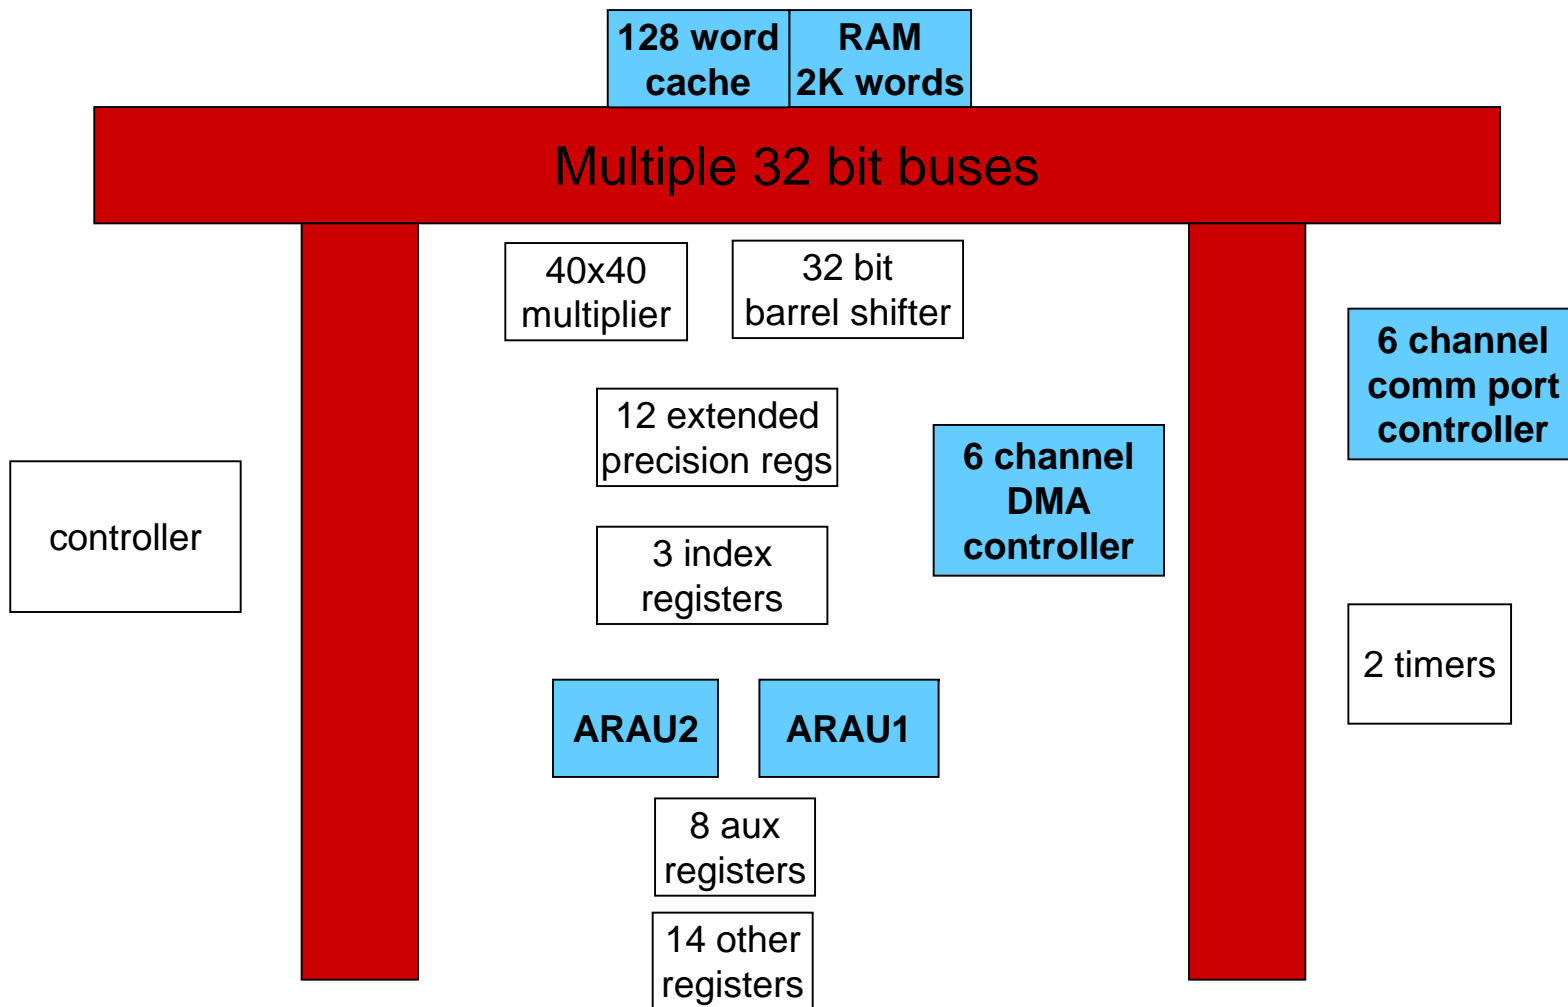 128 word
cache
RAM
2K words
Multiple 32 bit buses
40x40
multiplier
32 bit
barrel shifter
6 channel
comm port
controller
12 extended
precision regs
6 channel
DMA
controller
controller
3 index
registers
2 timers
ARAU2
ARAU1
8 aux
registers
14 other
registers